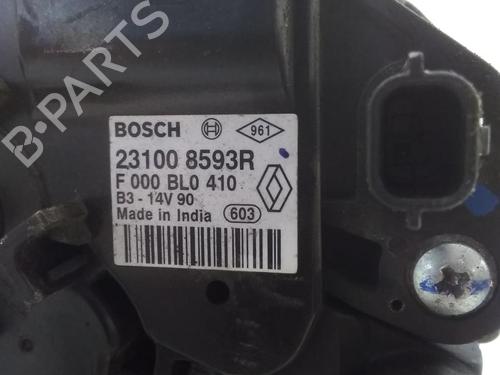 B-PARTS
BOSCH 961
23100 8593R
F 000 BL0 410
B3 - 14V 90
Made in India 603